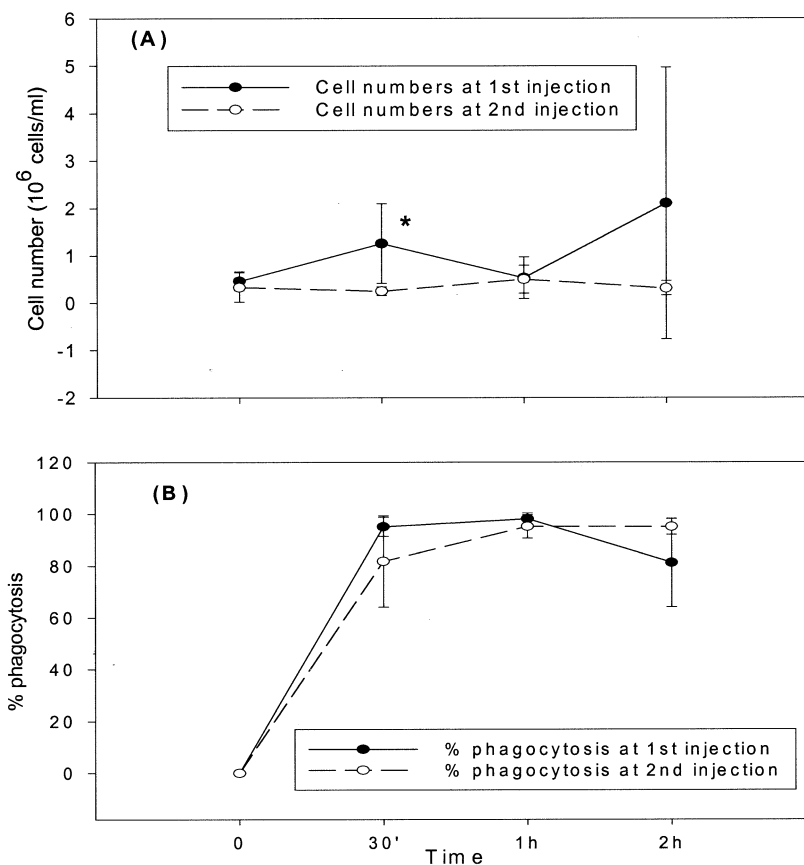 (A)
Cell numbers at 1st injection
Cell numbers at 2nd injection
Cell number (10^6 cells/ml)
6
5
4
3
2
1
0
-1
-2
*
(B)
% phagocytosis
120
100
80
60
40
20
0
% phagocytosis at 1st injection
% phagocytosis at 2nd injection
0 30' 1h 2h
Time